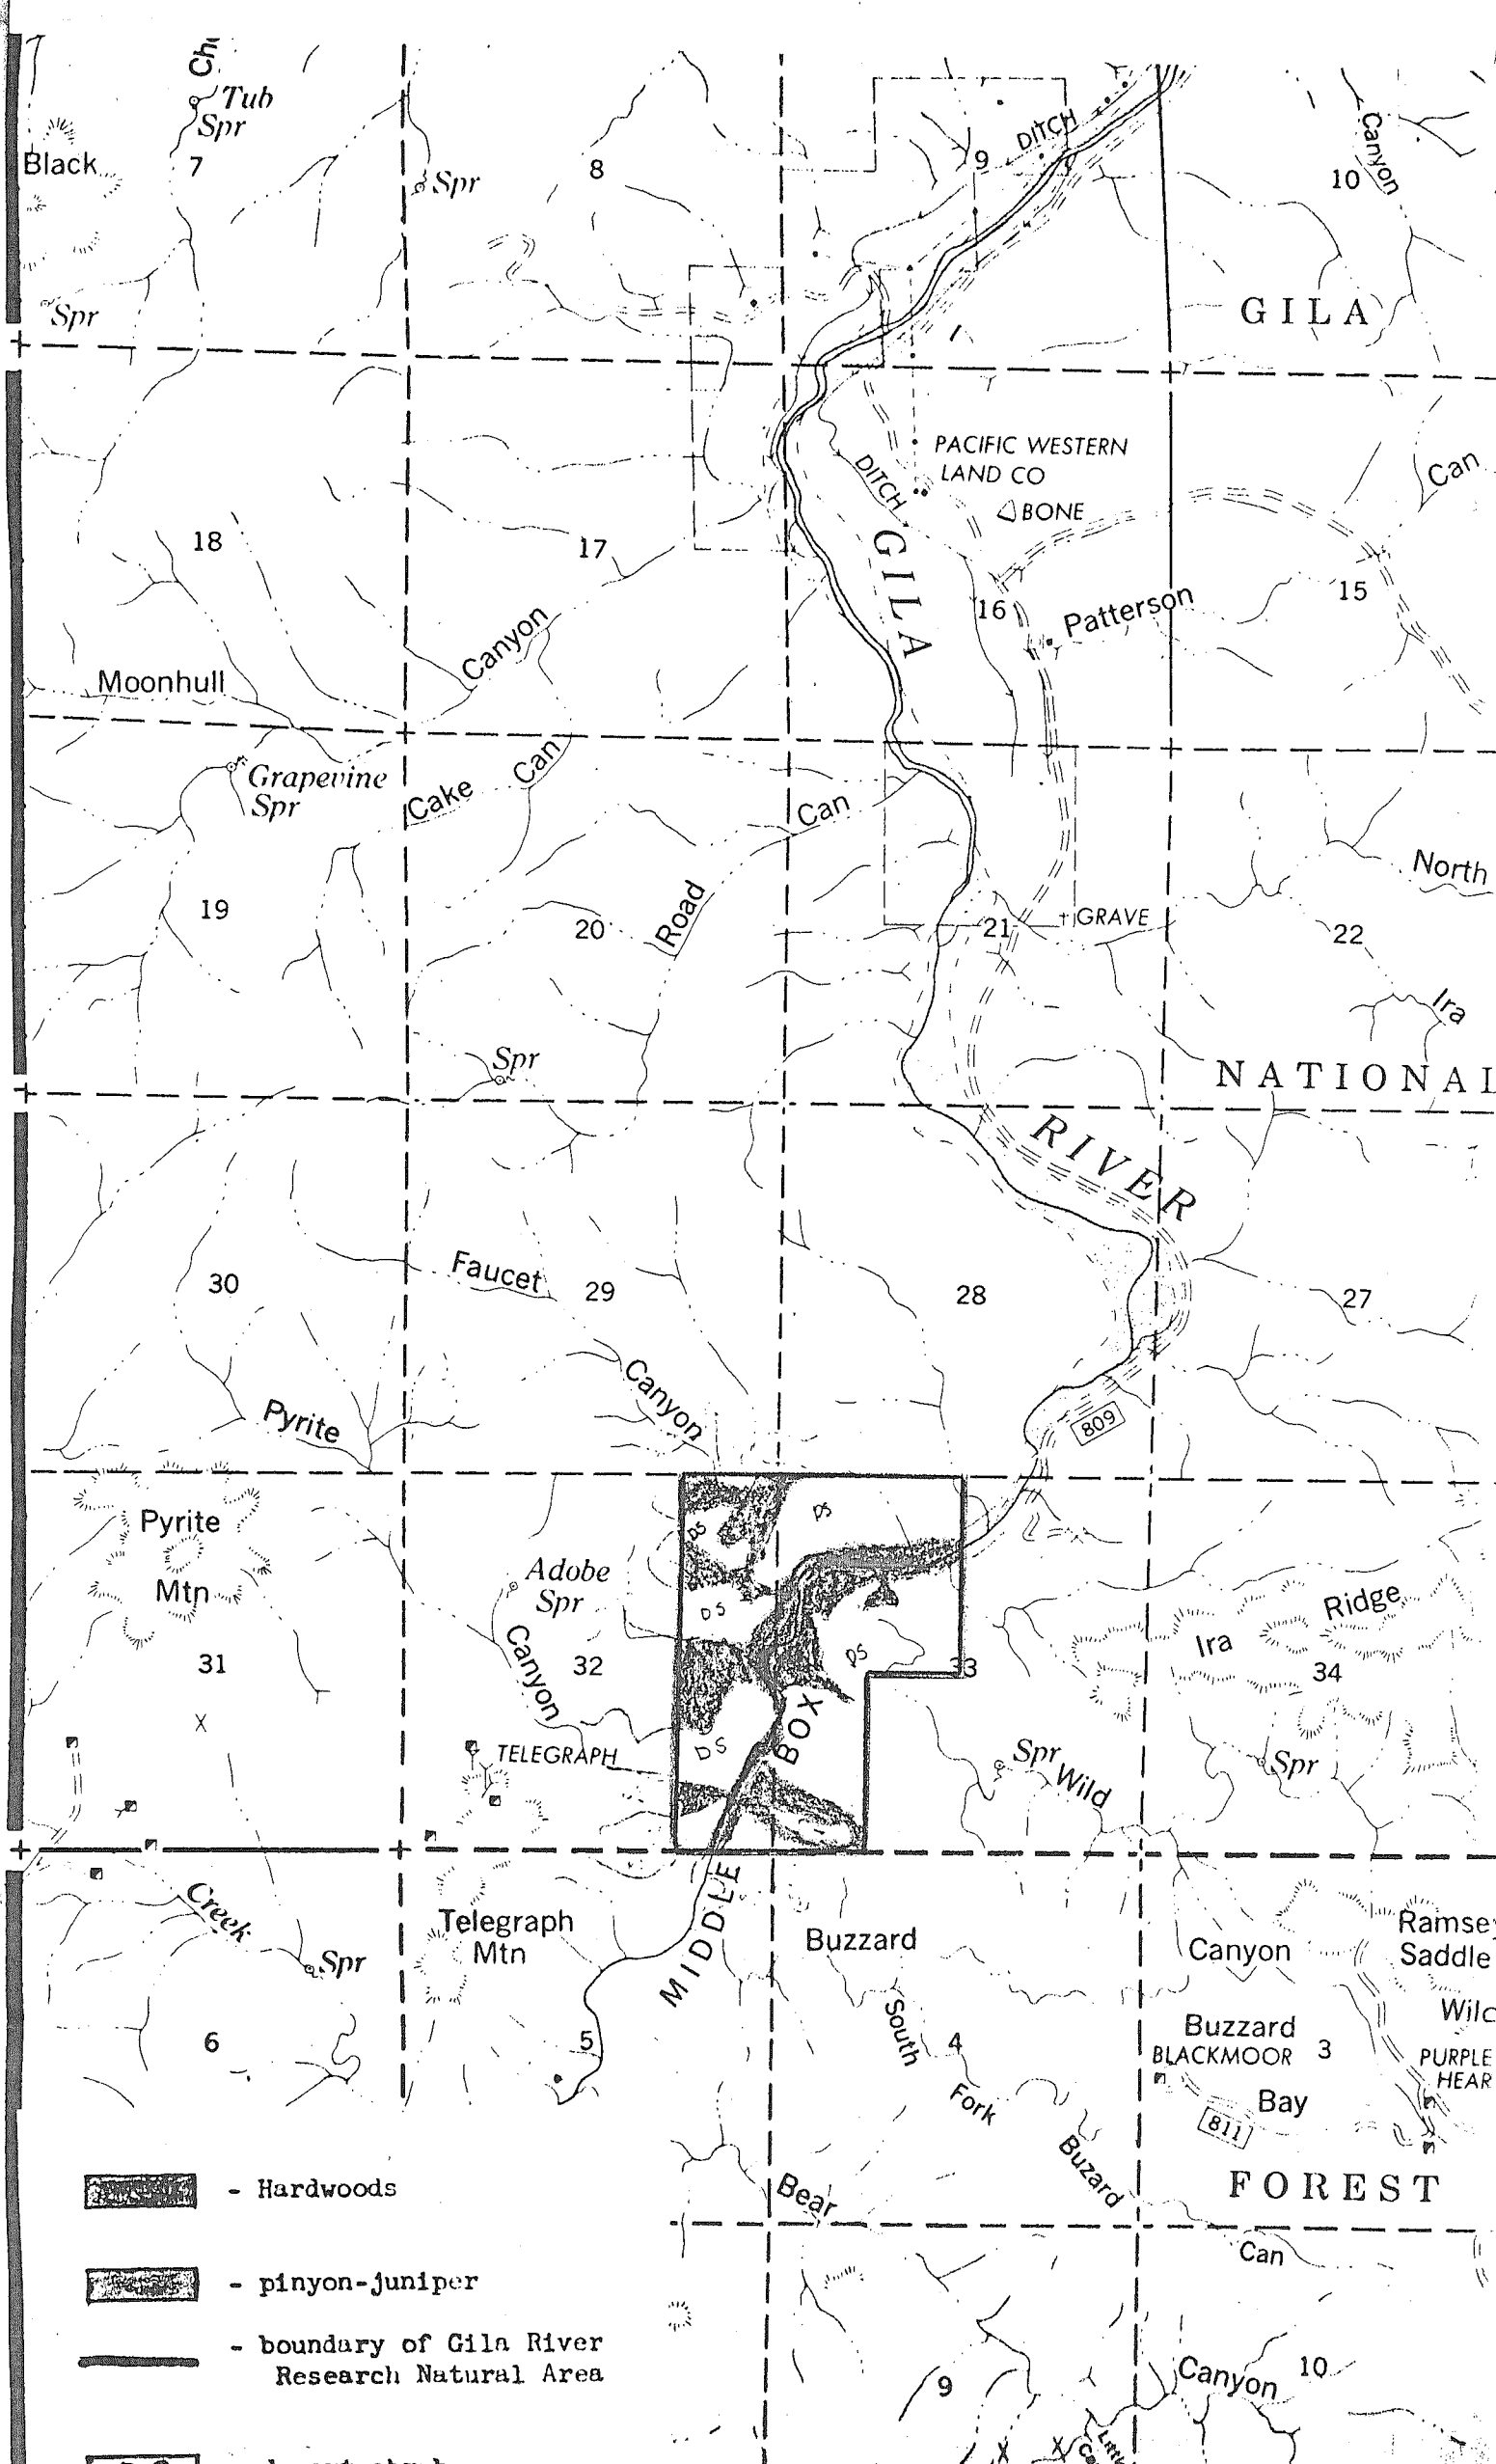 Tub
Spr
Black
7
Spr
8
9
DITCH
10
Canyon
Spr
GILA
PACIFIC WESTERN
LAND CO
DITCH
BONE
Can
GILA
18
17
16
15
Patterson
Canyon
Moonhull
Grapevine
Spr
Cake
Can
Can
North
19
20
Road
21
GRAVE
22
Ira
Spr
NATIONAL
RIVER
30
Faucet
29
28
27
Canyon
Pyrite
809
Pyrite
Mtn
DS
DS
Adobe
Spr
DS
Ridge
Ira
31
Canyon
32
DS
33
34
X
TELEGRAPH
DS
BOX
Spr
Wild
Spr
Creek
Telegraph
Mtn
Spr
MIDDLE
Buzzard
Canyon
Saddle
6
5
South
4
Buzzard
BLACKMOOR
3
PURPLE
Fork
Bay
811
Buzard
- Hardwoods
Bear
FOREST
Can
- pinyon-juniper
- boundary of Gila River
Research Natural Area
9
Canyon
10
X
X